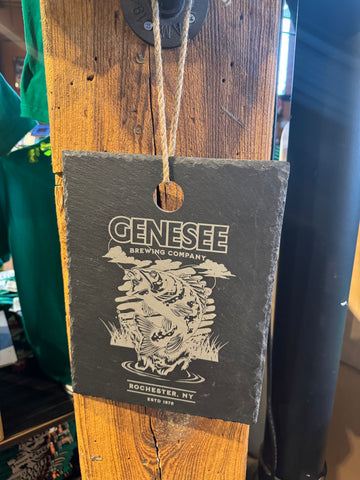 GENESEE
BREWING COMPANY
ROCHESTER, NY
ESTD 1878